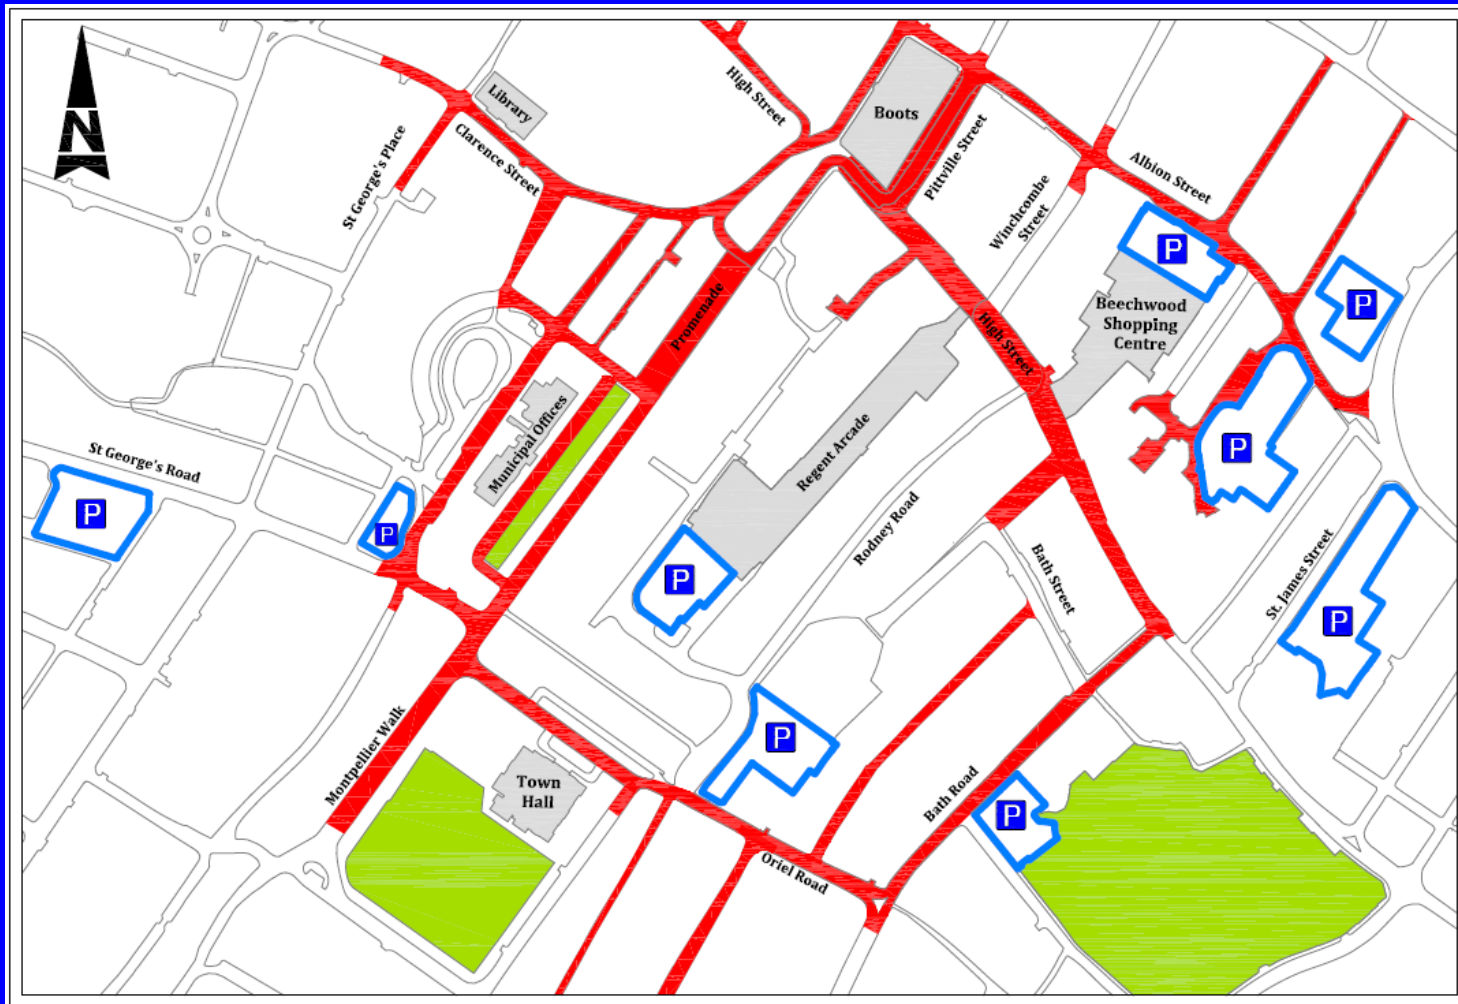 N
Library
High Street
Boots
Clarence Street
St George's Place
Pittville Street
Albion Street
Winchcombe
Street
P
Promenade
High Street
Beechwood
Shopping
Centre
P
Municipal Offices
Regent Arcade
P
St George's Road
P
P
Rodney Road
Bath Street
P
St. James Street
P
Montpellier Walk
P
Town
Hall
Bath Road
P
Oriel Road